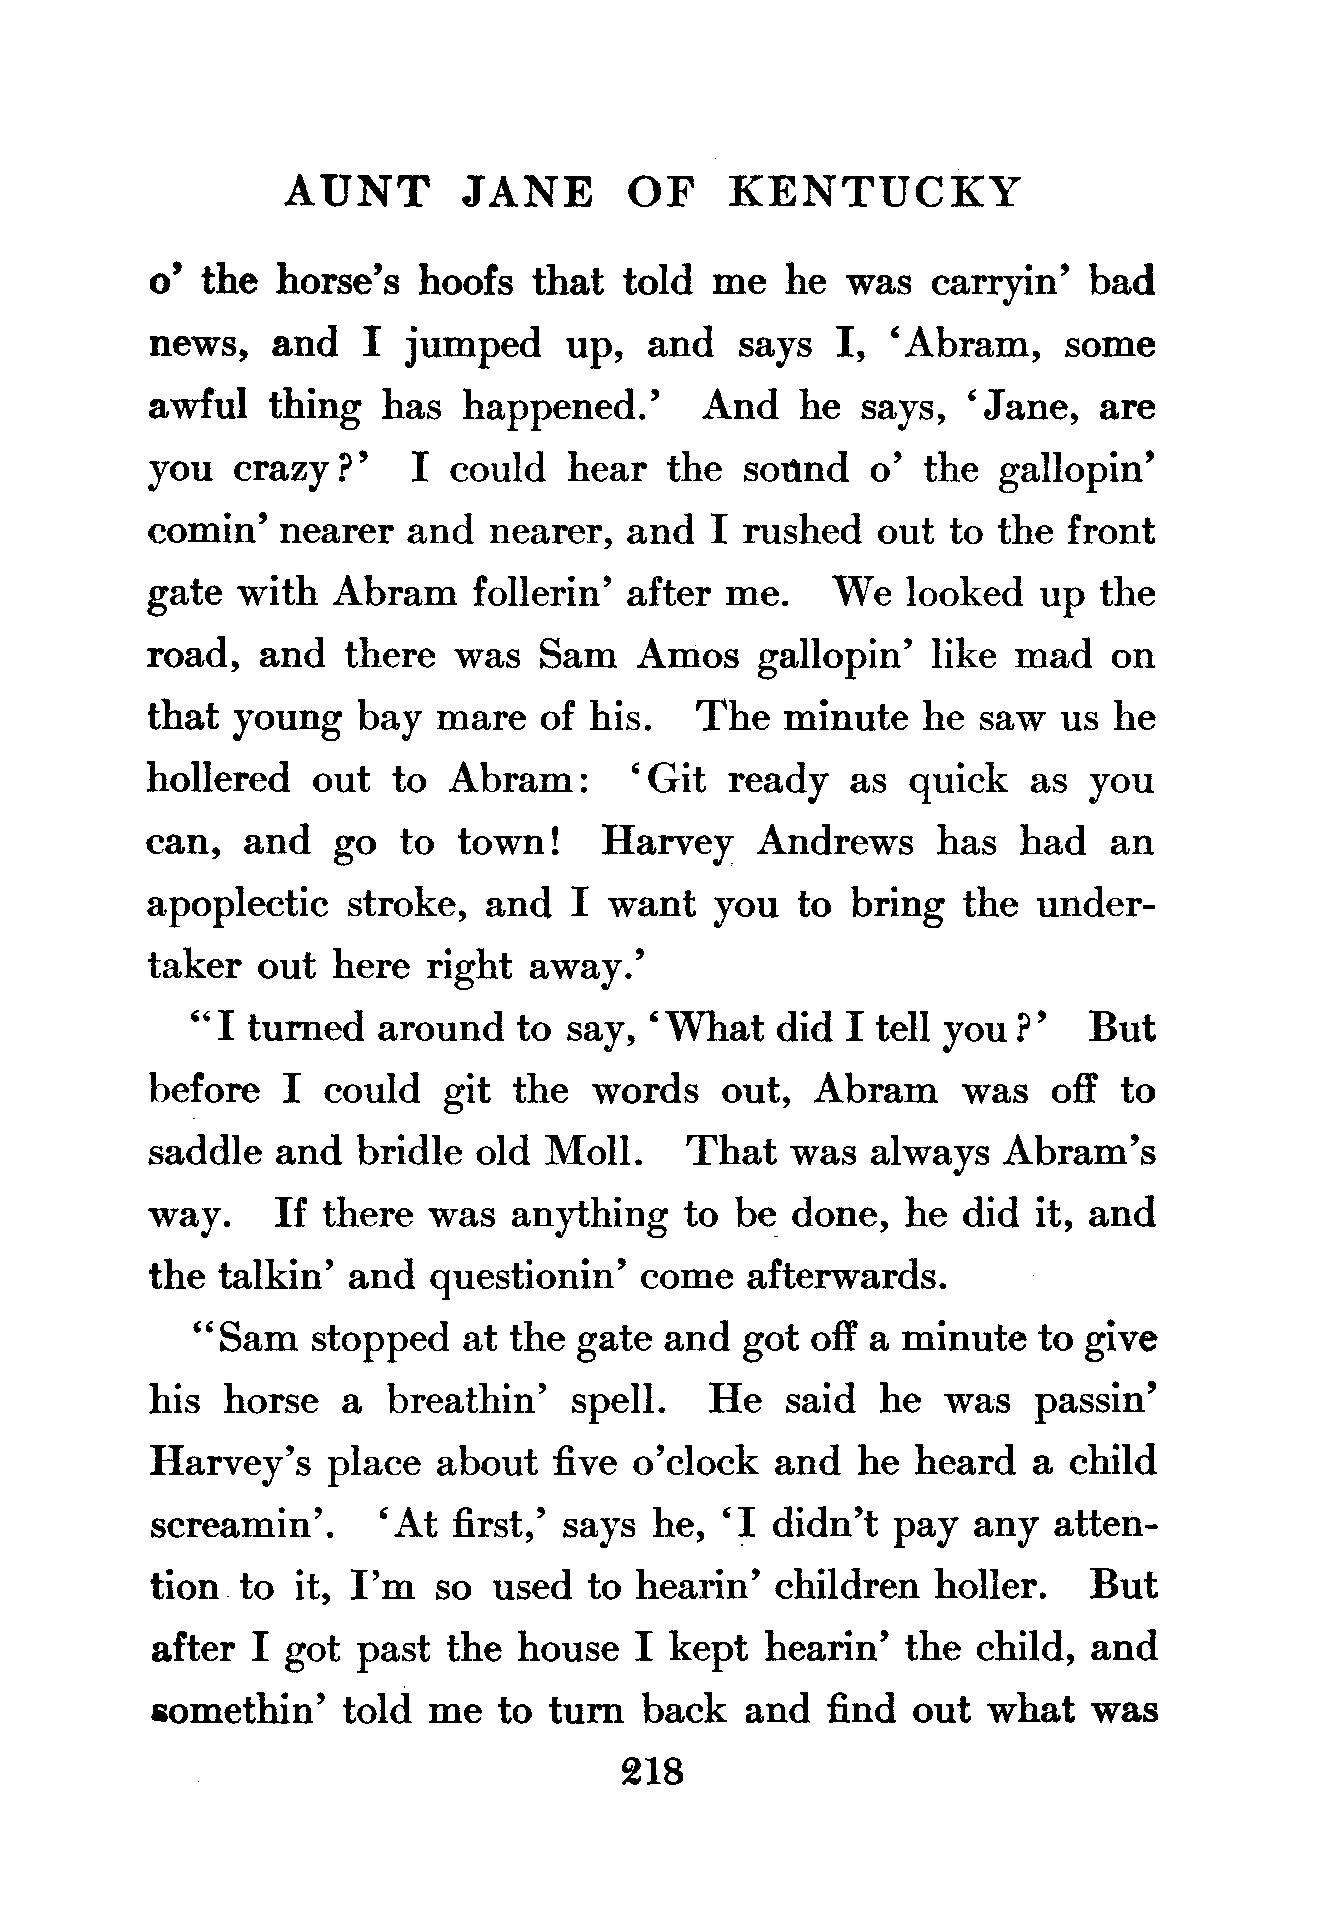 AUNT JANE OF KENTUCKY
o’ the horse’s hoofs that told me he was carryin’ bad
news, and I jumped up, and says I, ‘Abram, some
awful thing has happened.’ And he says, ‘Jane, are
you crazy?’ I could hear the sound o’ the gallopin’
comin’ nearer and nearer, and I rushed out to the front
gate with Abram follerin’ after me. We looked up the
road, and there was Sam Amos gallopin’ like mad on
that young bay mare of his. The minute he saw us he
hollered out to Abram: ‘Git ready as quick as you
can, and go to town! Harvey Andrews has had an
apoplectic stroke, and I want you to bring the under-
taker out here right away.’
“I turned around to say, ‘What did I tell you?’ But
before I could git the words out, Abram was off to
saddle and bridle old Moll. That was always Abram’s
way. If there was anything to be done, he did it, and
the talkin’ and questionin’ come afterwards.
“Sam stopped at the gate and got off a minute to give
his horse a breathin’ spell. He said he was passin’
Harvey’s place about five o’clock and he heard a child
screamin’. ‘At first,’ says he, ‘I didn’t pay any atten-
tion to it, I’m so used to hearin’ children holler. But
after I got past the house I kept hearin’ the child, and
somethin’ told me to turn back and find out what was
218